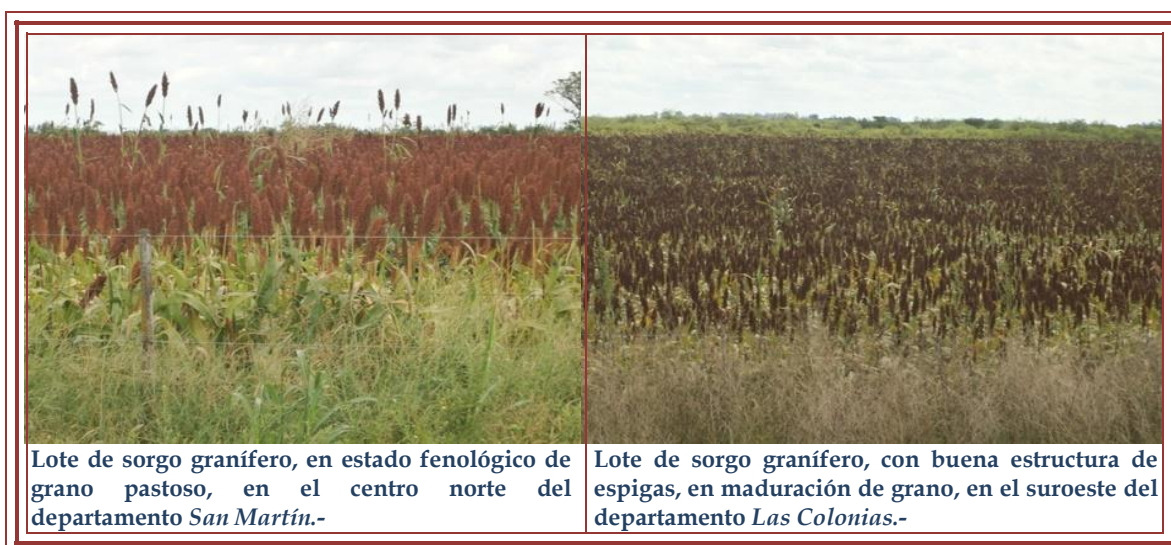 Lote de sorgo granífero, en estado fenológico de
grano pastoso, en el centro norte del
departamento San Martín.-
Lote de sorgo granífero, con buena estructura de
espigas, en maduración de grano, en el suroeste del
departamento Las Colonias.-